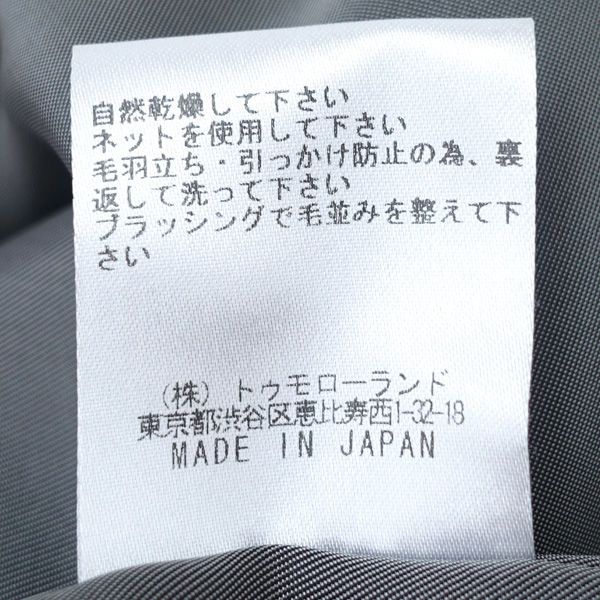 自然乾燥して下さい
ネットを使用して下さい
毛羽立ち・引っかけ防止の為、裏
返して洗って下さい
ブラッシングで毛並みを整えて下
さい
(株) トゥモローランド
東京都渋谷区恵比寿西1-32-18
MADE IN JAPAN